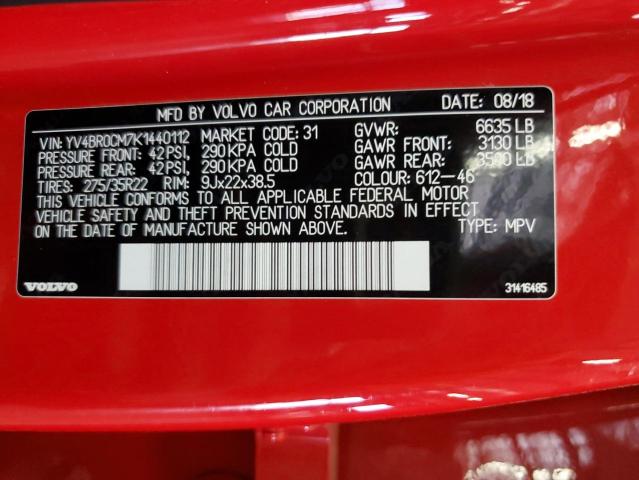 MFD BY VOLVO CAR CORPORATION DATE: 08/18
VIN: YV4BR0CM7K1440112 MARKET CODE: 31 GVWR: 6635 LB
PRESSURE FRONT: 42 PSI, 290 KPA COLD GAWR FRONT: 3130 LB
PRESSURE REAR: 42 PSI, 290 KPA COLD GAWR REAR: 3590 LB
TIRES: 275/35R22 RIM: 9Jx22x38.5 COLOUR: 612-46
THIS VEHICLE CONFORMS TO ALL APPLICABLE FEDERAL MOTOR
VEHICLE SAFETY AND THEFT PREVENTION STANDARDS IN EFFECT
ON THE DATE OF MANUFACTURE SHOWN ABOVE. TYPE: MPV
VOLVO 31416485